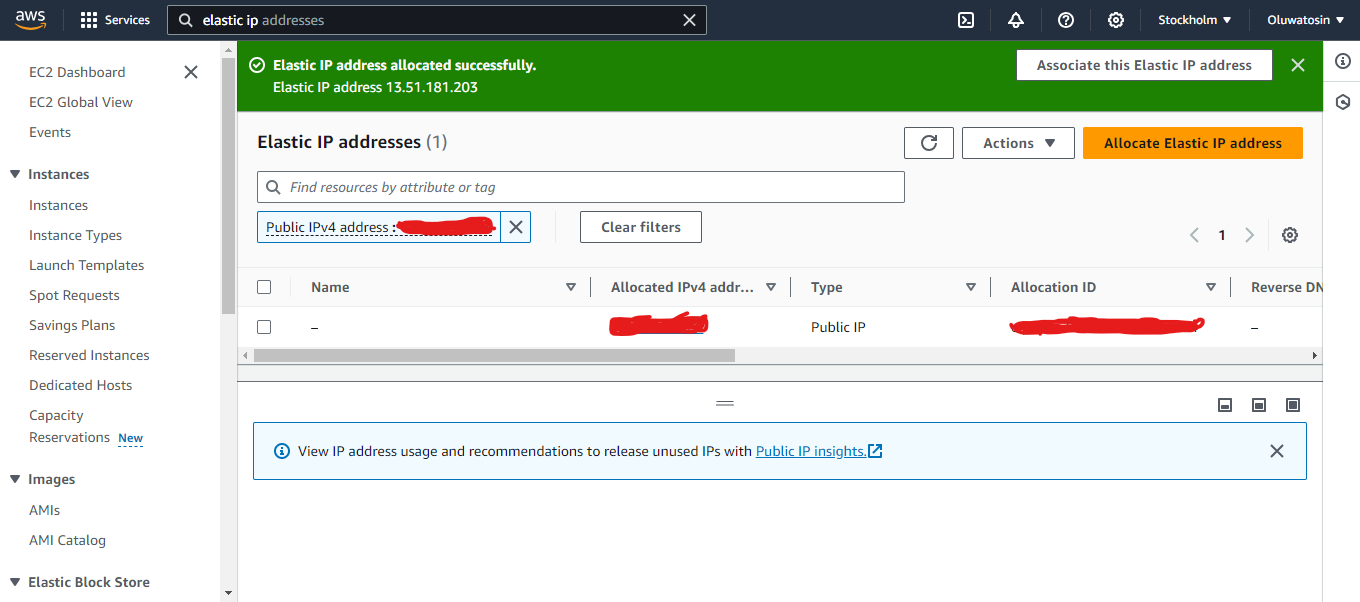 aws
Services
elastic ip addresses
Stockholm
Oluwatosin
EC2 Dashboard
EC2 Global View
Events
Instances
Instances
Instance Types
Launch Templates
Spot Requests
Savings Plans
Reserved Instances
Dedicated Hosts
Capacity
Reservations New
Images
AMIs
AMI Catalog
Elastic Block Store
Elastic IP address allocated successfully.
Elastic IP address 13.51.181.203
Associate this Elastic IP address
Elastic IP addresses (1)
Actions
Allocate Elastic IP address
Find resources by attribute or tag
Public IPv4 address :
Clear filters
1
Name
Allocated IPv4 addr...
Type
Allocation ID
Reverse DN
–
Public IP
–
View IP address usage and recommendations to release unused IPs with Public IP insights.